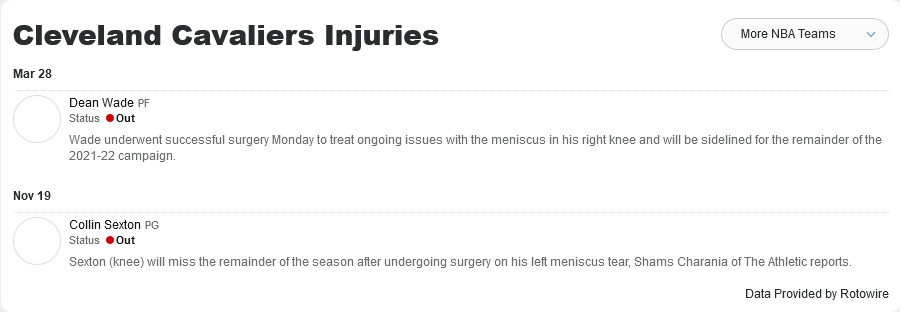 Cleveland Cavaliers Injuries
More NBA Teams
Mar 28
Dean Wade PF
Status Out
Wade underwent successful surgery Monday to treat ongoing issues with the meniscus in his right knee and will be sidelined for the remainder of the
2021-22 campaign.
Nov 19
Collin Sexton PG
Status Out
Sexton (knee) will miss the remainder of the season after undergoing surgery on his left meniscus tear, Shams Charania of The Athletic reports.
Data Provided by Rotowire